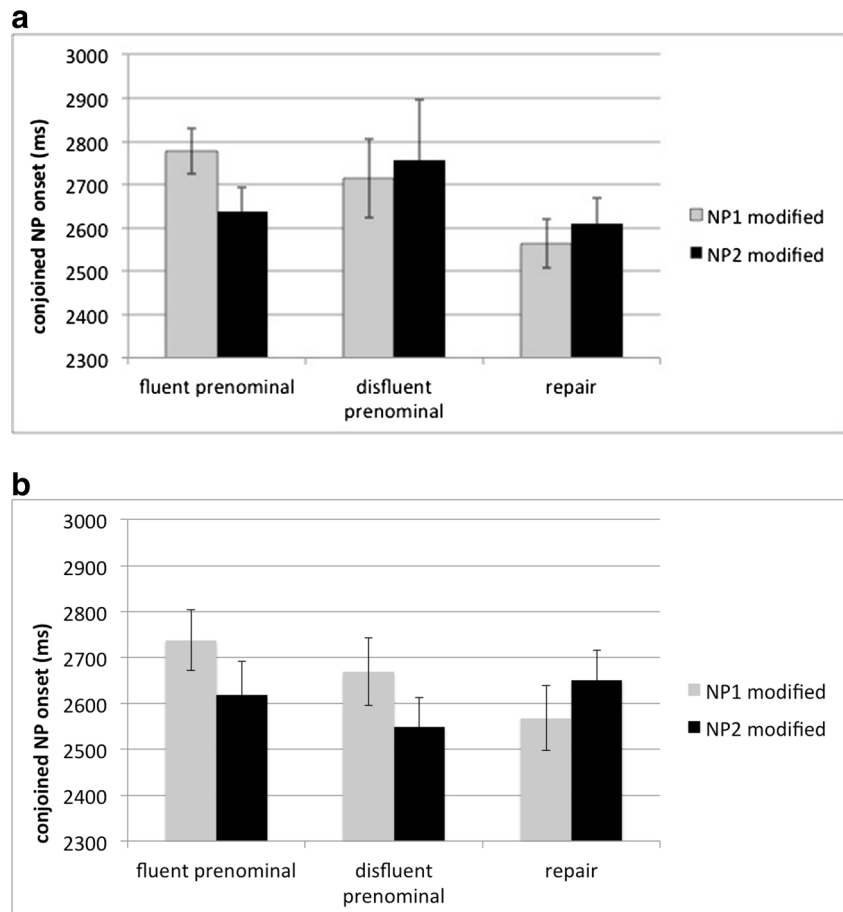 a
3000
2900
2800
2700
2600
2500
2400
2300
conjoined NP onset (ms)
fluent prenominal
disfluent
prenominal
repair
NP1 modified
NP2 modified
b
3000
2900
2800
2700
2600
2500
2400
2300
conjoined NP onset (ms)
fluent prenominal
disfluent
prenominal
repair
NP1 modified
NP2 modified